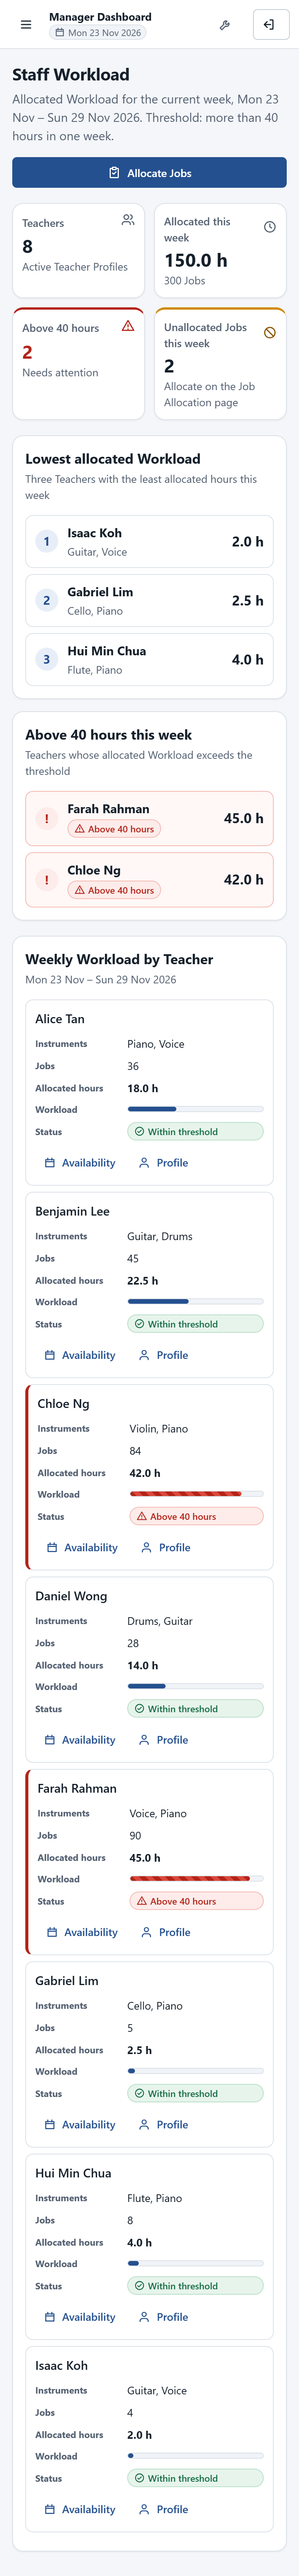 Manager Dashboard
Mon 23 Nov 2026
Staff Workload
Allocated Workload for the current week, Mon 23
Nov – Sun 29 Nov 2026. Threshold: more than 40
hours in one week.
Allocate Jobs
Teachers
8
Active Teacher Profiles
Allocated this
week
150.0 h
300 Jobs
Above 40 hours
2
Needs attention
Unallocated Jobs
this week
2
Allocate on the Job
Allocation page
Lowest allocated Workload
Three Teachers with the least allocated hours this
week
1
Isaac Koh
Guitar, Voice
2.0 h
2
Gabriel Lim
Cello, Piano
2.5 h
3
Hui Min Chua
Flute, Piano
4.0 h
Above 40 hours this week
Teachers whose allocated Workload exceeds the
threshold
!
Farah Rahman
Above 40 hours
45.0 h
!
Chloe Ng
Above 40 hours
42.0 h
Weekly Workload by Teacher
Mon 23 Nov – Sun 29 Nov 2026
Alice Tan
Instruments Piano, Voice
Jobs 36
Allocated hours 18.0 h
Workload
Status Within threshold
Availability Profile
Benjamin Lee
Instruments Guitar, Drums
Jobs 45
Allocated hours 22.5 h
Workload
Status Within threshold
Availability Profile
Chloe Ng
Instruments Violin, Piano
Jobs 84
Allocated hours 42.0 h
Workload
Status Above 40 hours
Availability Profile
Daniel Wong
Instruments Drums, Guitar
Jobs 28
Allocated hours 14.0 h
Workload
Status Within threshold
Availability Profile
Farah Rahman
Instruments Voice, Piano
Jobs 90
Allocated hours 45.0 h
Workload
Status Above 40 hours
Availability Profile
Gabriel Lim
Instruments Cello, Piano
Jobs 5
Allocated hours 2.5 h
Workload
Status Within threshold
Availability Profile
Hui Min Chua
Instruments Flute, Piano
Jobs 8
Allocated hours 4.0 h
Workload
Status Within threshold
Availability Profile
Isaac Koh
Instruments Guitar, Voice
Jobs 4
Allocated hours 2.0 h
Workload
Status Within threshold
Availability Profile